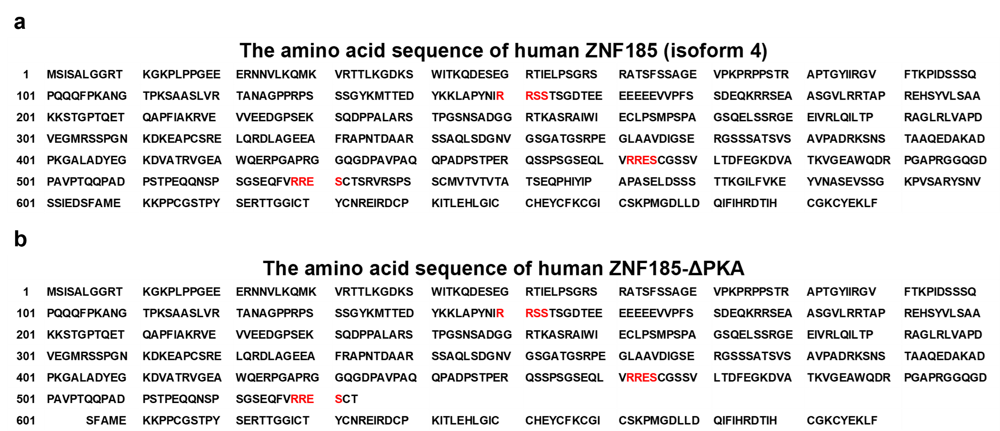 a
The amino acid sequence of human ZNF185 (isoform 4)
1 MSISALGGRT KGKPLPPGEE ERNNVLKQMK VRTTLKGDKS WITKQDESEG RTIELPSGRS RATSFSSAGE VPKPRPPSTR APTGYIIRGV FTKPIDSSSQ
101 PQQQFPKANG TPKSAASLVR TANAGPPRPS SSGYKMTTED YKKLAPYNIR RSSTSGDTEE EEEEEVVPFS SDEQKRRSEA ASGVLRRTAP REHSYVLSAA
201 KKSTGPTQET QAPFIAKRVE VVEEDGPSEK SQDPPALARS TPGSNSADGG RTKASRAIWI ECLPSMPSPA GSQELSSRGE EIVRLQILTP RAGLRLVAPD
301 VEGMRSSPGN KDKEAPCSRE LQRDLAGEEA FRAPNTDAAR SSAQLSDGNV GSGATGSRPE GLAAVDIGSE RGSSSATSVS AVPADRKSNS TAAQEDAKAD
401 PKGALADYEG KDVATRVGEA WQERPGAPRG GQGDPAVPAQ QPADPSTPER QSSPSGSEQL VRRESCGSSV LTDFEGKDVA TKVGEAWQDR PGAPRGGQGD
501 PAVPTQQPAD PSTPEQQNSP SGSEQFVRRE SCTSRVRSPS SCMVTVTVTA TSEQPHIYIP APASELDSSS TTKGILFVKE YVNASEVSSG KPVSARYSNV
601 SSIEDSFAME KKPPCGSTPY SERTTGGICT YCNREIRDCP KITLEHLGIC CHEYCFKCGI CSKPMGDLLD QIFIHRDTIH CGKCYEKLF
b
The amino acid sequence of human ZNF185-ΔPKA
1 MSISALGGRT KGKPLPPGEE ERNNVLKQMK VRTTLKGDKS WITKQDESEG RTIELPSGRS RATSFSSAGE VPKPRPPSTR APTGYIIRGV FTKPIDSSSQ
101 PQQQFPKANG TPKSAASLVR TANAGPPRPS SSGYKMTTED YKKLAPYNIR RSSTSGDTEE EEEEEVVPFS SDEQKRRSEA ASGVLRRTAP REHSYVLSAA
201 KKSTGPTQET QAPFIAKRVE VVEEDGPSEK SQDPPALARS TPGSNSADGG RTKASRAIWI ECLPSMPSPA GSQELSSRGE EIVRLQILTP RAGLRLVAPD
301 VEGMRSSPGN KDKEAPCSRE LQRDLAGEEA FRAPNTDAAR SSAQLSDGNV GSGATGSRPE GLAAVDIGSE RGSSSATSVS AVPADRKSNS TAAQEDAKAD
401 PKGALADYEG KDVATRVGEA WQERPGAPRG GQGDPAVPAQ QPADPSTPER QSSPSGSEQL VRRESCGSSV LTDFEGKDVA TKVGEAWQDR PGAPRGGQGD
501 PAVPTQQPAD PSTPEQQNSP SGSEQFVRRE SCT
601 SFAME KKPPCGSTPY SERTTGGICT YCNREIRDCP KITLEHLGIC CHEYCFKCGI CSKPMGDLLD QIFIHRDTIH CGKCYEKLF